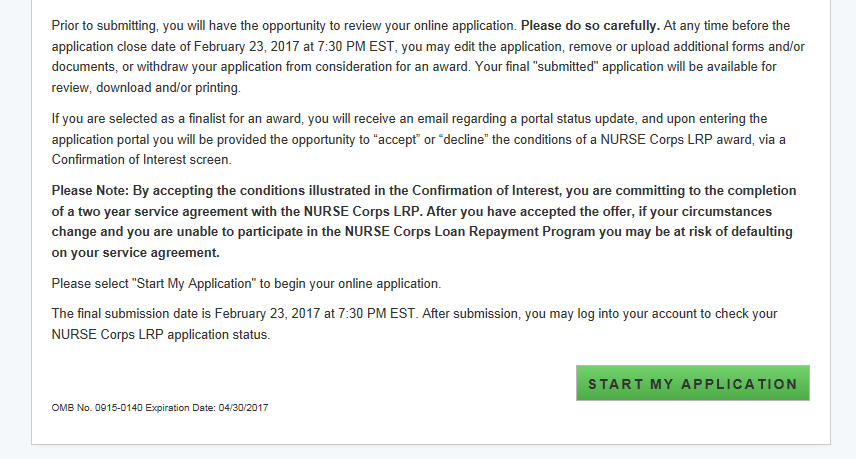 Prior to submitting, you will have the opportunity to review your online application. Please do so carefully. At any time before the
application close date of February 23, 2017 at 7:30 PM EST, you may edit the application, remove or upload additional forms and/or
documents, or withdraw your application from consideration for an award. Your final "submitted" application will be available for
review, download and/or printing.
If you are selected as a finalist for an award, you will receive an email regarding a portal status update, and upon entering the
application portal you will be provided the opportunity to “accept” or “decline” the conditions of a NURSE Corps LRP award, via a
Confirmation of Interest screen.
Please Note: By accepting the conditions illustrated in the Confirmation of Interest, you are committing to the completion
of a two year service agreement with the NURSE Corps LRP. After you have accepted the offer, if your circumstances
change and you are unable to participate in the NURSE Corps Loan Repayment Program you may be at risk of defaulting
on your service agreement.
Please select "Start My Application" to begin your online application.
The final submission date is February 23, 2017 at 7:30 PM EST. After submission, you may log into your account to check your
NURSE Corps LRP application status.
START MY APPLICATION
OMB No. 0915-0140 Expiration Date: 04/30/2017